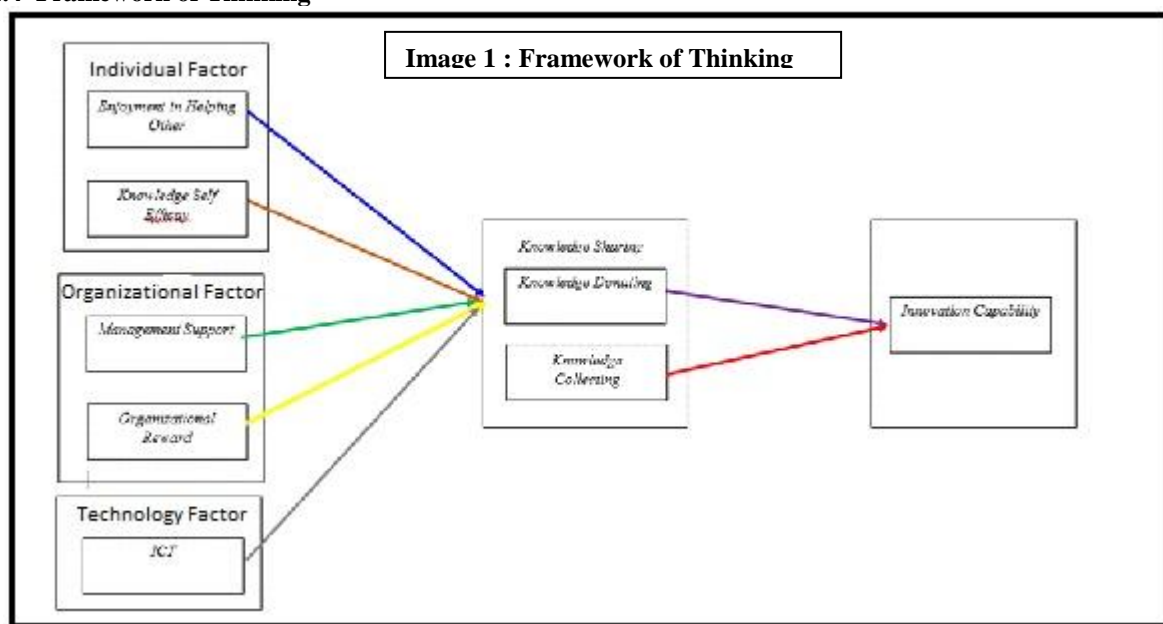 Framework of Thinking
Image 1 : Framework of Thinking
Individual Factor
Enjoyment in Helping
Other
Knowledge Self
Efficay
Organizational Factor
Management Support
Organizational
Reward
Technology Factor
ICT
Knowledge Sharing
Knowledge Donating
Knowledge
Collecting
Innovation Capability